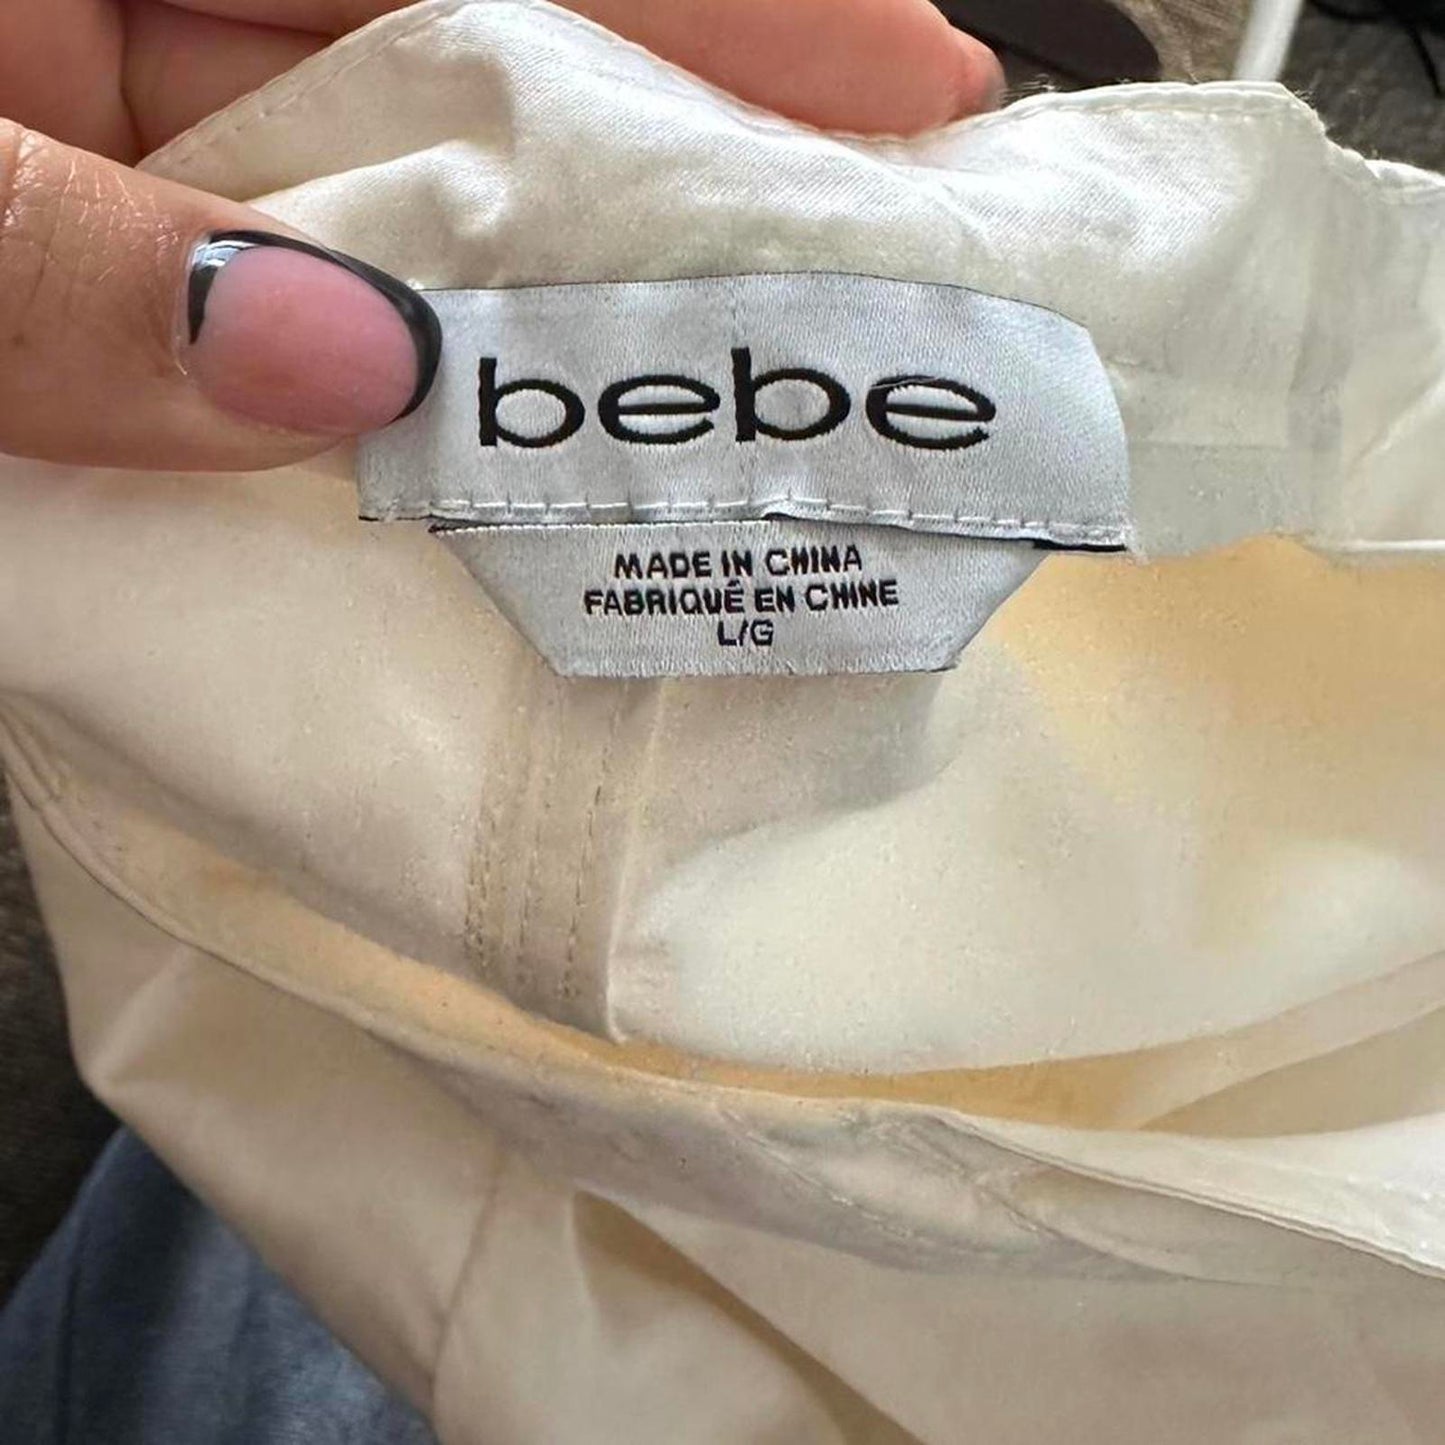 bebe
MADE IN CHINA
FABRIQUÉ EN CHINE
L/G